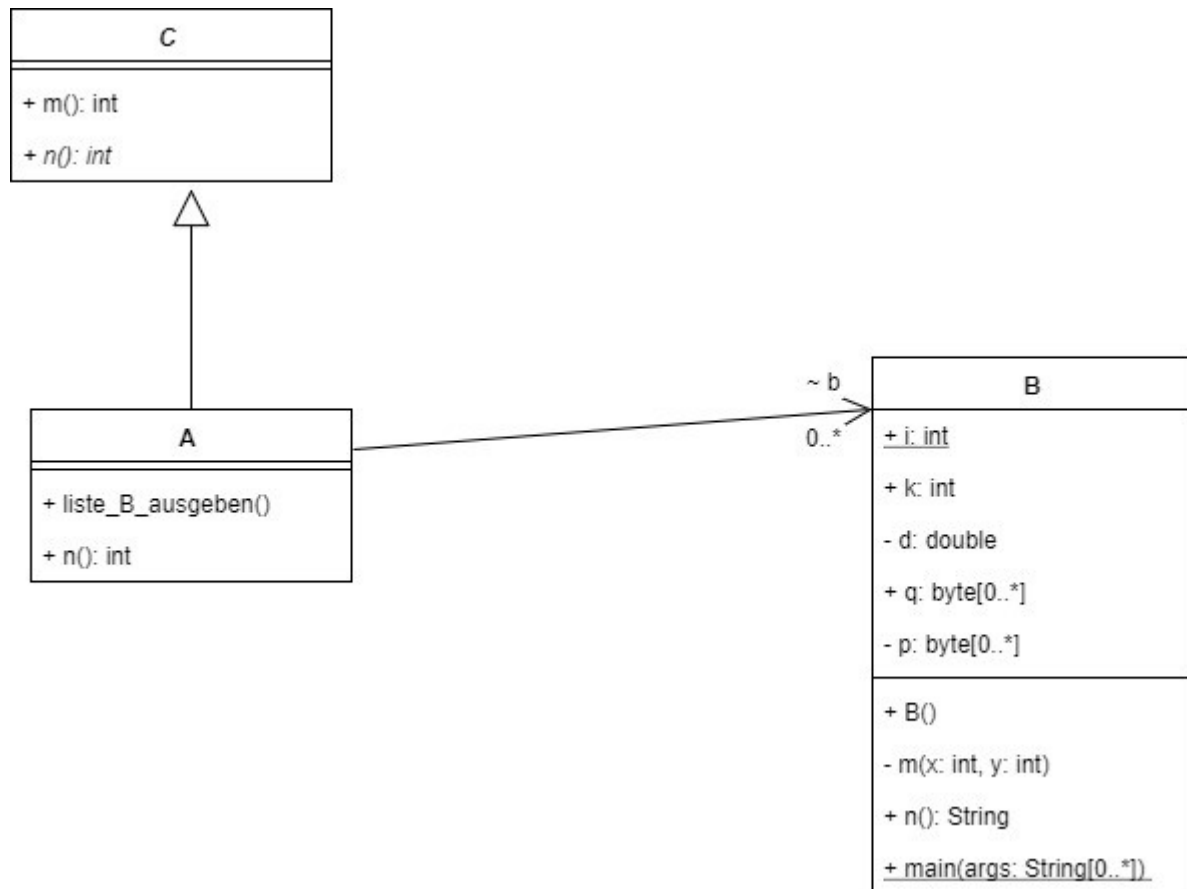 C
+ m(): int
+ n(): int
A
+ liste_B_ausgeben()
+ n(): int
~ b
0..*
B
+ i: int
+ k: int
- d: double
+ q: byte[0..*]
- p: byte[0..*]
+ B()
- m(x: int, y: int)
+ n(): String
+ main(args: String[0..*])